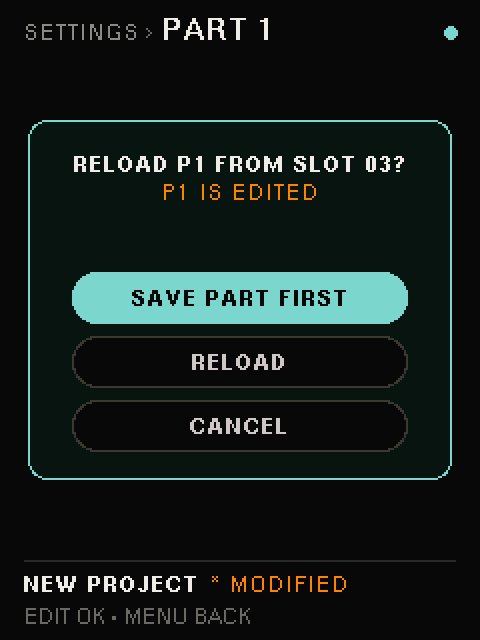 SETTINGS › PART 1
RELOAD P1 FROM SLOT 03?
P1 IS EDITED
SAVE PART FIRST
RELOAD
CANCEL
NEW PROJECT * MODIFIED
EDIT OK • MENU BACK